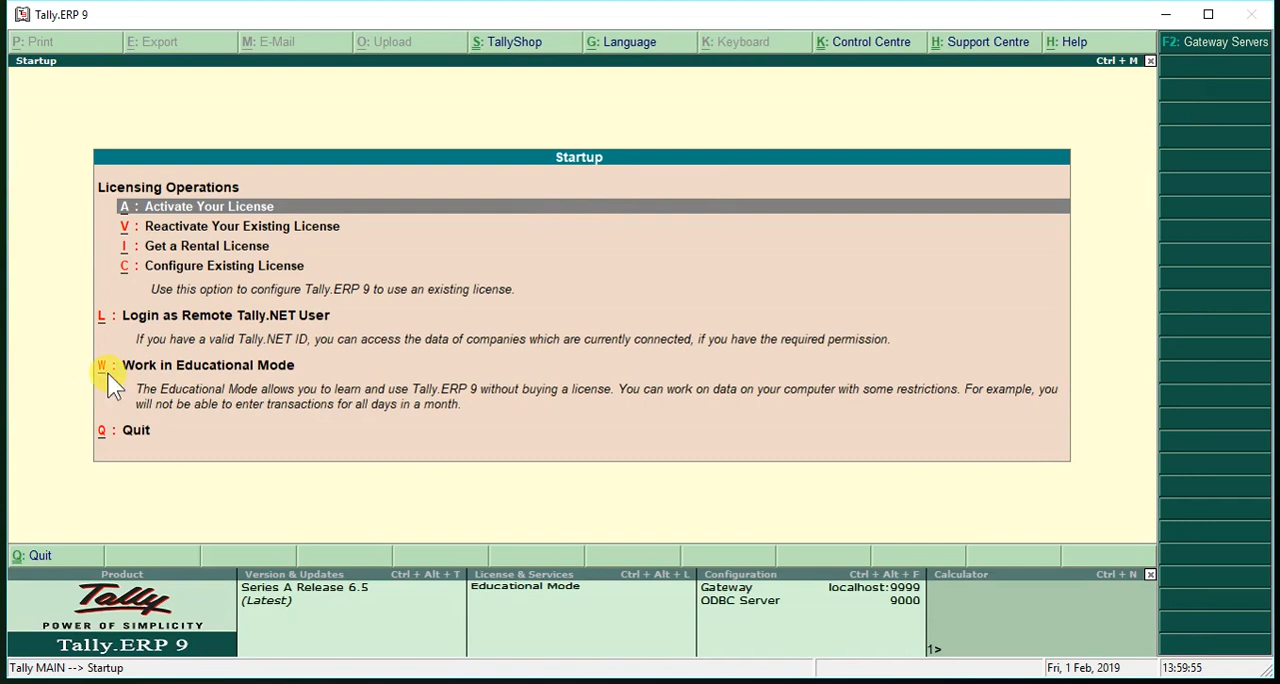 Tally.ERP 9
P: Print E: Export M: E-Mail O: Upload S: TallyShop G: Language K: Keyboard K: Control Centre H: Support Centre H: Help F2: Gateway Servers
Startup Ctrl + M
Startup
Licensing Operations
A : Activate Your License
V : Reactivate Your Existing License
I : Get a Rental License
C : Configure Existing License
Use this option to configure Tally.ERP 9 to use an existing license.
L : Login as Remote Tally.NET User
If you have a valid Tally.NET ID, you can access the data of companies which are currently connected, if you have the required permission.
W : Work in Educational Mode
The Educational Mode allows you to learn and use Tally.ERP 9 without buying a license. You can work on data on your computer with some restrictions. For example, you
will not be able to enter transactions for all days in a month.
Q : Quit
Q: Quit
Product Version & Updates Ctrl + Alt + T License & Services Ctrl + Alt + L Configuration Ctrl + Alt + F Calculator Ctrl + N
Tally
POWER OF SIMPLICITY
Tally.ERP 9
Series A Release 6.5
(Latest)
Educational Mode
Gateway localhost:9999
ODBC Server 9000
1>
Tally MAIN --> Startup Fri, 1 Feb, 2019 13:59:55